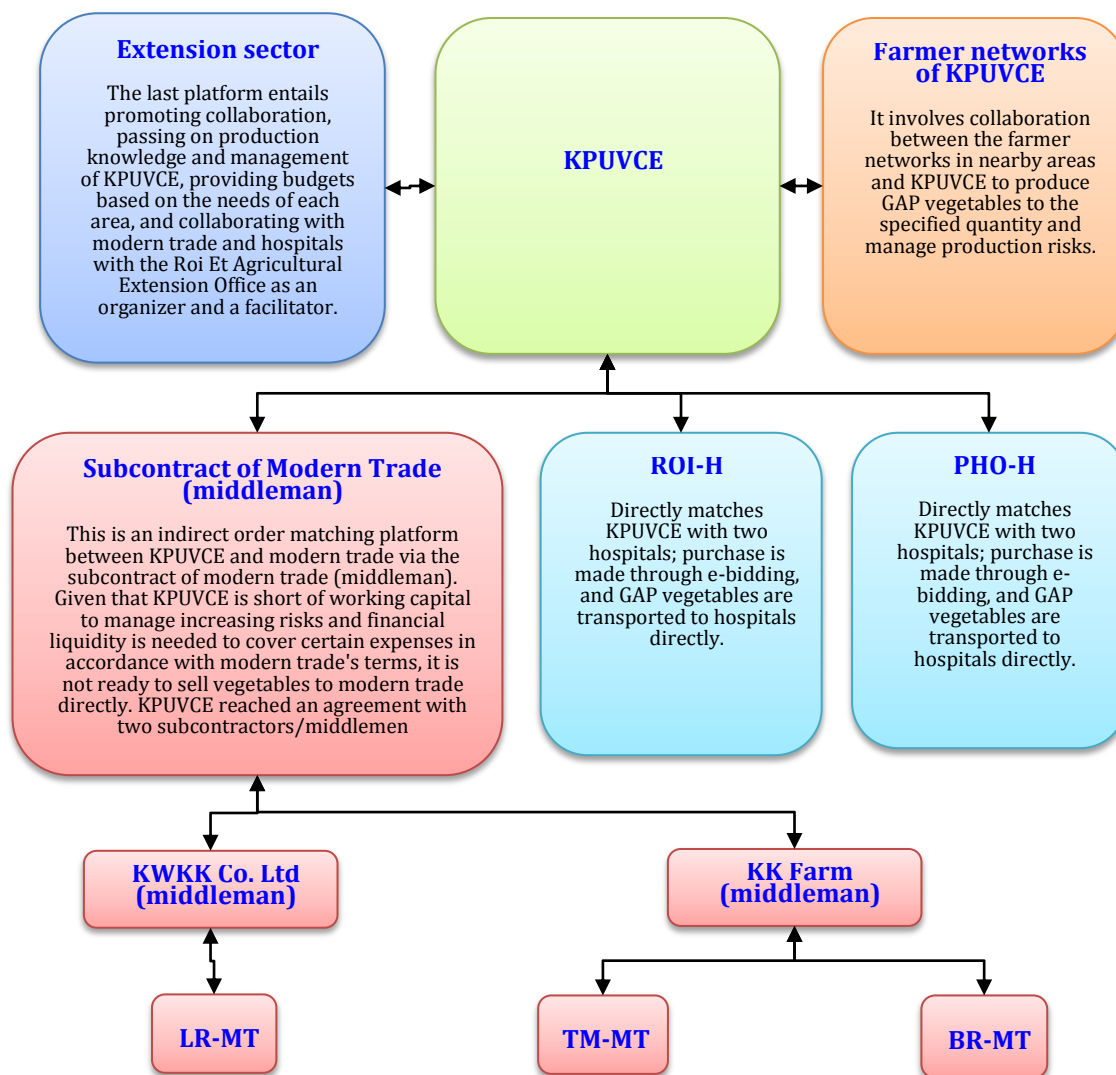 Extension sector
The last platform entails
promoting collaboration,
passing on production
knowledge and management
of KPUVCE, providing budgets
based on the needs of each
area, and collaborating with
modern trade and hospitals
with the Roi Et Agricultural
Extension Office as an
organizer and a facilitator.
KPUVCE
Farmer networks
of KPUVCE
It involves collaboration
between the farmer
networks in nearby areas
and KPUVCE to produce
GAP vegetables to the
specified quantity and
manage production risks.
Subcontract of Modern Trade
(middleman)
This is an indirect order matching platform
between KPUVCE and modern trade via the
subcontract of modern trade (middleman).
Given that KPUVCE is short of working capital
to manage increasing risks and financial
liquidity is needed to cover certain expenses in
accordance with modern trade's terms, it is
not ready to sell vegetables to modern trade
directly. KPUVCE reached an agreement with
two subcontractors/middlemen
ROI-H
Directly matches
KPUVCE with two
hospitals; purchase is
made through e-bidding,
and GAP vegetables are
transported to hospitals
directly.
PHO-H
Directly matches
KPUVCE with two
hospitals; purchase is
made through e-
bidding, and GAP
vegetables are
transported to
hospitals directly.
KWKK Co. Ltd
(middleman)
KK Farm
(middleman)
LR-MT
TM-MT
BR-MT